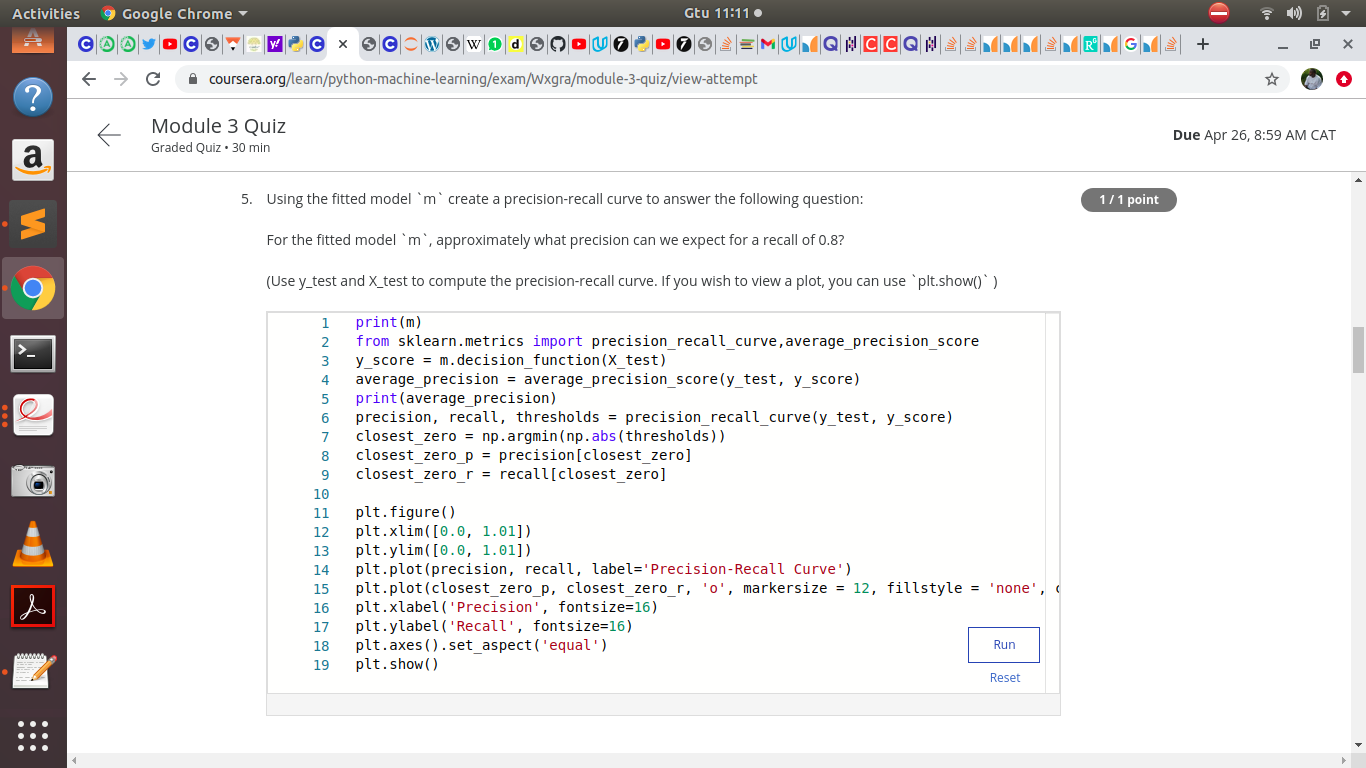 Activities Google Chrome Gtu 11:11
coursera.org/learn/python-machine-learning/exam/Wxgra/module-3-quiz/view-attempt
Module 3 Quiz
Graded Quiz • 30 min
Due Apr 26, 8:59 AM CAT
5. Using the fitted model `m` create a precision-recall curve to answer the following question:
1 / 1 point
For the fitted model `m`, approximately what precision can we expect for a recall of 0.8?
(Use y_test and X_test to compute the precision-recall curve. If you wish to view a plot, you can use `plt.show()` )
1 print(m)
2 from sklearn.metrics import precision_recall_curve,average_precision_score
3 y_score = m.decision_function(X_test)
4 average_precision = average_precision_score(y_test, y_score)
5 print(average_precision)
6 precision, recall, thresholds = precision_recall_curve(y_test, y_score)
7 closest_zero = np.argmin(np.abs(thresholds))
8 closest_zero_p = precision[closest_zero]
9 closest_zero_r = recall[closest_zero]
10
11 plt.figure()
12 plt.xlim([0.0, 1.01])
13 plt.ylim([0.0, 1.01])
14 plt.plot(precision, recall, label='Precision-Recall Curve')
15 plt.plot(closest_zero_p, closest_zero_r, 'o', markersize = 12, fillstyle = 'none',
16 plt.xlabel('Precision', fontsize=16)
17 plt.ylabel('Recall', fontsize=16)
18 plt.axes().set_aspect('equal')
19 plt.show()
Run
Reset